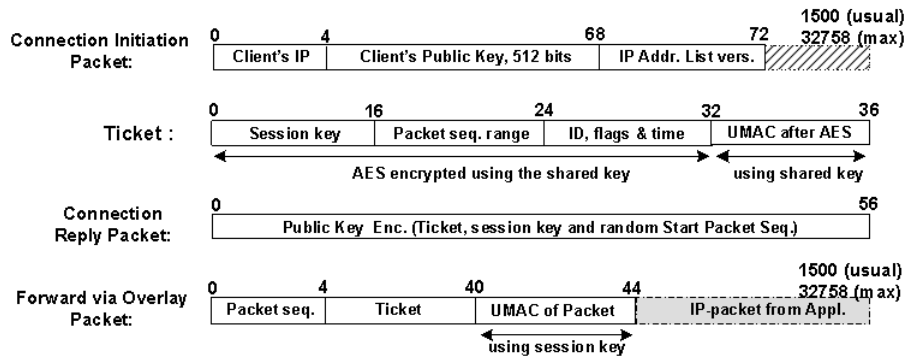 1500 (usual)
0 4 68 72 32758 (max)
Connection Initiation
Packet:
Client's IP Client's Public Key, 512 bits IP Addr. List vers.
0 16 24 32 36
Ticket :
Session key Packet seq. range ID, flags & time UMAC after AES
AES encrypted using the shared key using shared key
Connection
Reply Packet:
0 56
Public Key Enc. (Ticket, session key and random Start Packet Seq.)
1500 (usual)
0 4 40 44 32758 (max)
Forward via Overlay
Packet:
Packet seq. Ticket UMAC of Packet IP-packet from Appl.
using session key